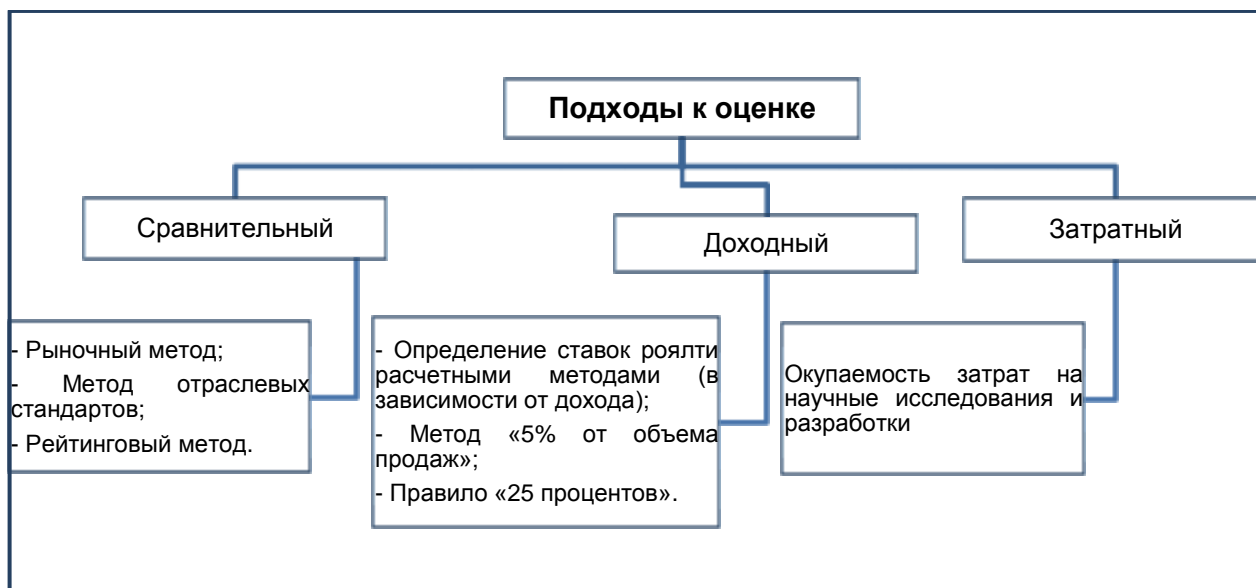 Подходы к оценке
Сравнительный
Доходный
Затратный
- Рыночный метод;
- Метод отраслевых
стандартов;
- Рейтинговый метод.
- Определение ставок роялти
расчетными методами (в
зависимости от дохода);
- Метод «5% от объема
продаж»;
- Правило «25 процентов».
Окупаемость затрат на
научные исследования и
разработки